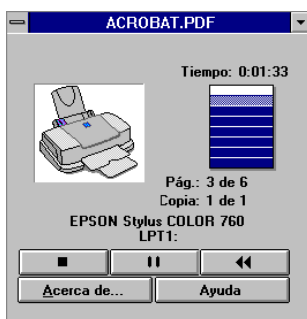 ACROBAT.PDF
Tiempo: 0:01:33
Pág.: 3 de 6
Copia: 1 de 1
EPSON Stylus COLOR 760
LPT1:
Acerca de... Ayuda